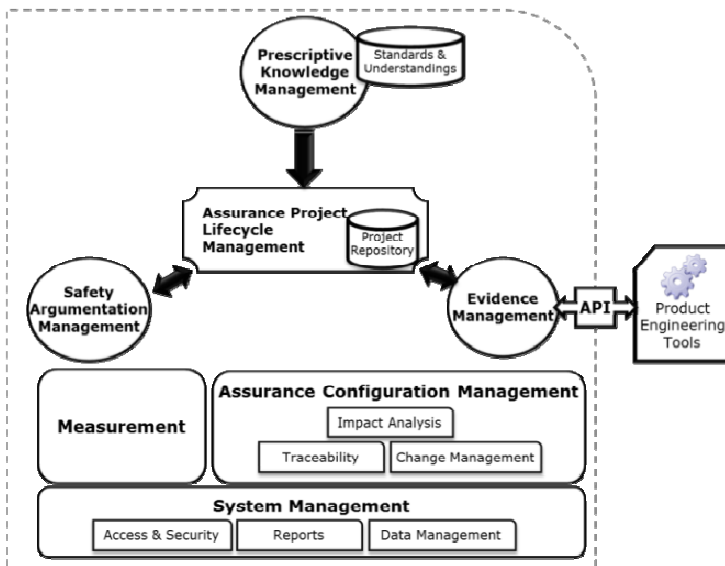 Prescriptive
Knowledge
Management
Standards &
Understandings
Assurance Project
Lifecycle
Management
Project
Repository
Safety
Argumentation
Management
Evidence
Management
API
Product
Engineering
Tools
Measurement
Assurance Configuration Management
Impact Analysis
Traceability
Change Management
System Management
Access & Security
Reports
Data Management